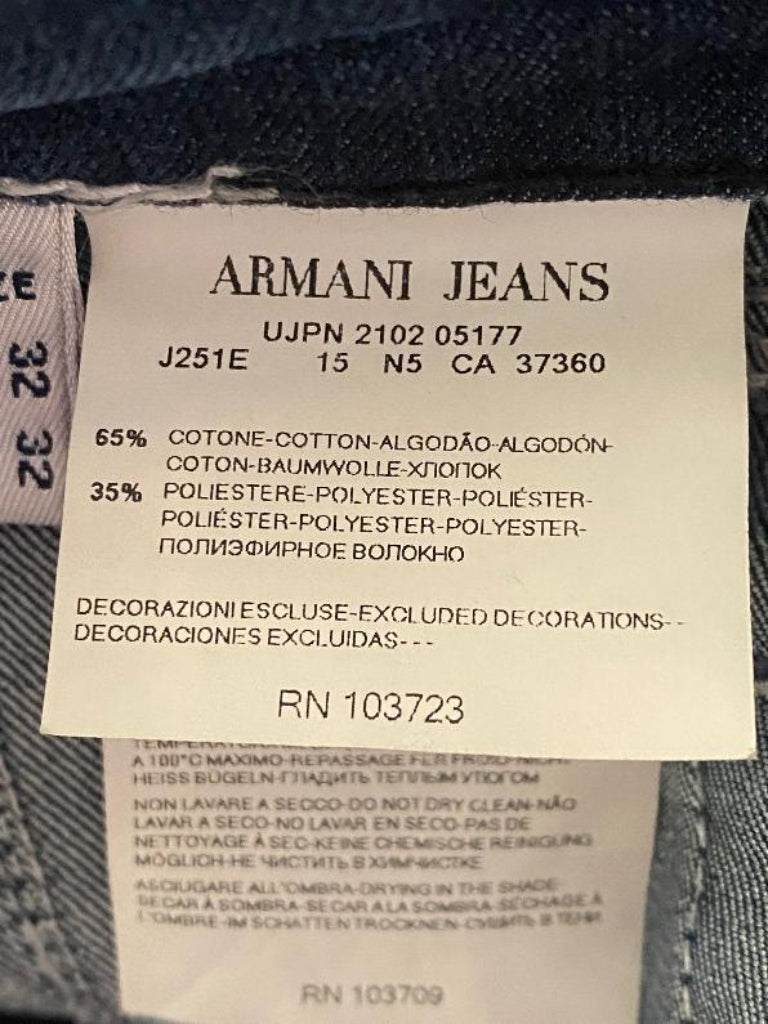 ZE
32 32
ARMANI JEANS
UJPN 2102 05177
J251E 15 N5 CA 37360
65% COTONE-COTTON-ALGODÃO-ALGODÓN-
COTON-BAUMWOLLE-ХЛОПОК
35% POLIESTERE-POLYESTER-POLIÉSTER-
POLIÉSTER-POLYESTER-POLYESTER-
ПОЛИЭФИРНОЕ ВОЛОКНО
DECORAZIONI ESCLUSE-EXCLUDED DECORATIONS--
DECORACIONES EXCLUIDAS---
RN 103723
A 100°C MAXIMO-REPASSAGE FER FROID-NICHT
HEISS BÜGELN-ГЛАДИТЬ ТЕПЛЫМ УТЮГОМ
NON LAVARE A SECCO-DO NOT DRY CLEAN-NÃO
LAVAR A SECO-NO LAVAR EN SECO-PAS DE
NETTOYAGE À SEC-KEINE CHEMISCHE REINIGUNG
MÖGLICH-НЕ ЧИСТИТЬ В ХИМЧИСТКЕ
ASCIUGARE ALL'OMBRA-DRYING IN THE SHADE
SECAR À SOMBRA-SECAR A LA SOMBRA-SÉCHAGE A
L'OMBRE-IM SCHATTEN TROCKNEN-СУШИТЬ В ТЕНИ
RN 103709